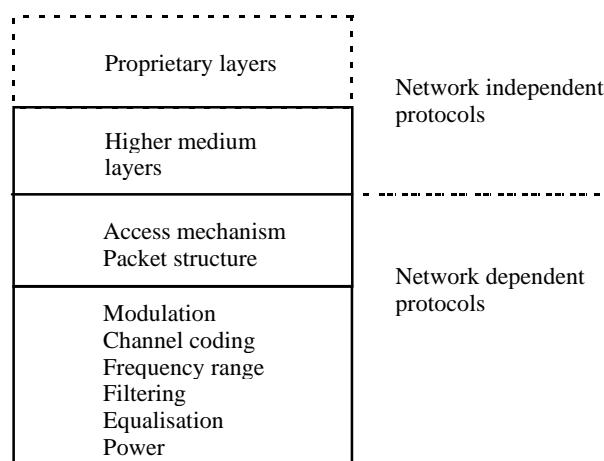 Proprietary layers
Network independent
protocols
Higher medium
layers
Access mechanism
Packet structure
Network dependent
protocols
Modulation
Channel coding
Frequency range
Filtering
Equalisation
Power